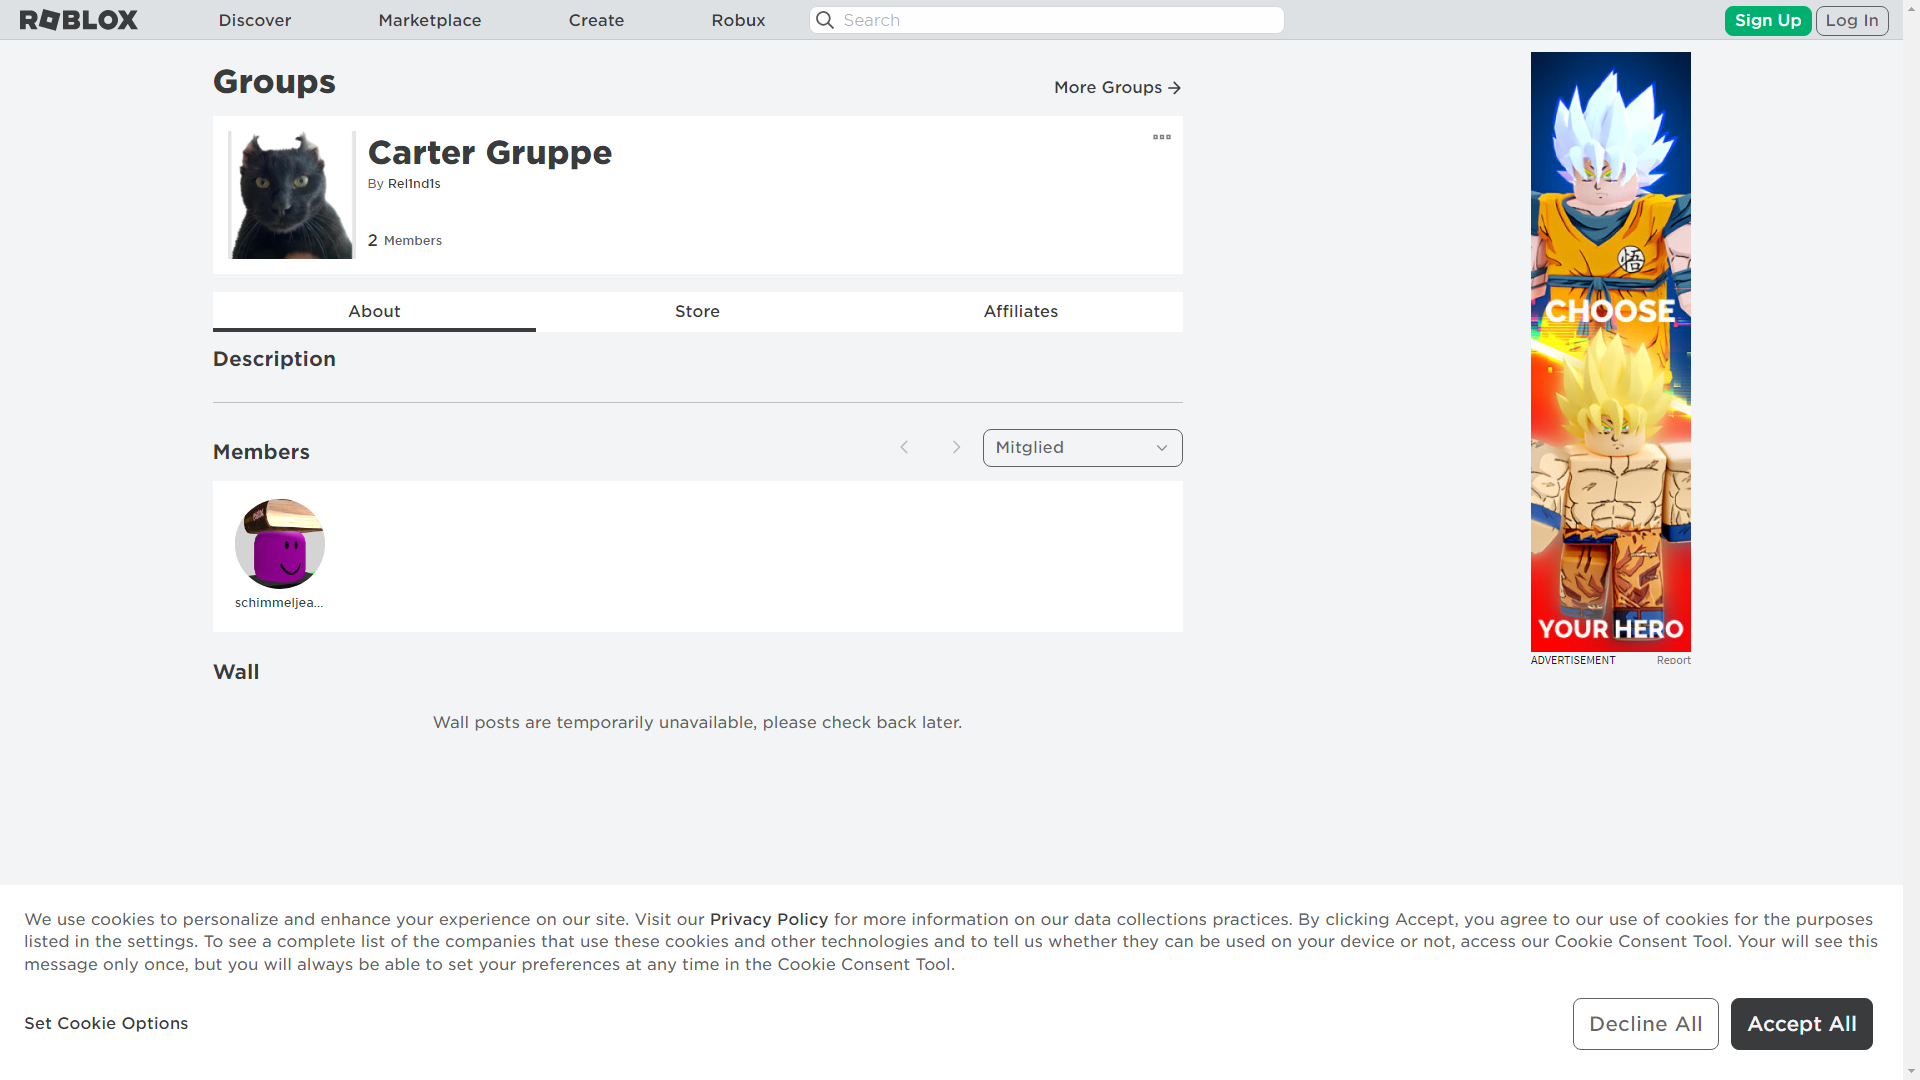 ROBLOX
Discover
Marketplace
Create
Robux
Search
Sign Up
Log In
Groups
More Groups
Carter Gruppe
By Rel1nd1s
2 Members
About
Store
Affiliates
Description
Members
Mitglied
schimmeljea...
Wall
Wall posts are temporarily unavailable, please check back later.
悟
CHOOSE
YOUR HERO
ADVERTISEMENT
Report
We use cookies to personalize and enhance your experience on our site. Visit our Privacy Policy for more information on our data collections practices. By clicking Accept, you agree to our use of cookies for the purposes
listed in the settings. To see a complete list of the companies that use these cookies and other technologies and to tell us whether they can be used on your device or not, access our Cookie Consent Tool. Your will see this
message only once, but you will always be able to set your preferences at any time in the Cookie Consent Tool.
Set Cookie Options
Decline All
Accept All